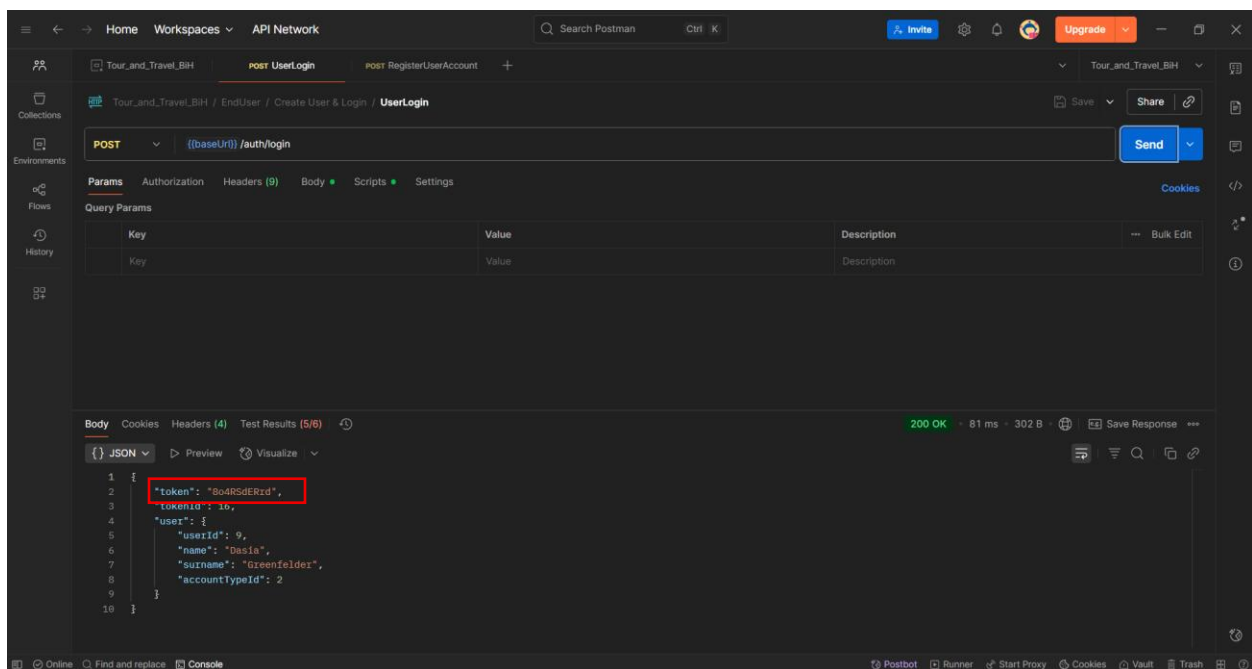 Home Workspaces API Network Search Postman Ctrl K Invite Upgrade
Tour_and_Travel_BiH POST UserLogin POST RegisterUserAccount Tour_and_Travel_BiH
HTTP Tour_and_Travel_BiH / EndUser / Create User & Login / UserLogin Save Share
Collections
POST {{baseUrl}} /auth/login Send
Environments
Params Authorization Headers (9) Body Scripts Settings Cookies
Flows
Query Params
Key Value Description Bulk Edit
History
Key Value Description
Body Cookies Headers (4) Test Results (5/6) 200 OK 81 ms 302 B Save Response
{} JSON Preview Visualize
1 {
2 "token": "8o4RSdERrd",
3 "tokenId": 16,
4 "user": {
5 "userId": 9,
6 "name": "Dasia",
7 "surname": "Greenfelder",
8 "accountTypeId": 2
9 }
10 }
Online Find and replace Console Postbot Runner Start Proxy Cookies Vault Trash